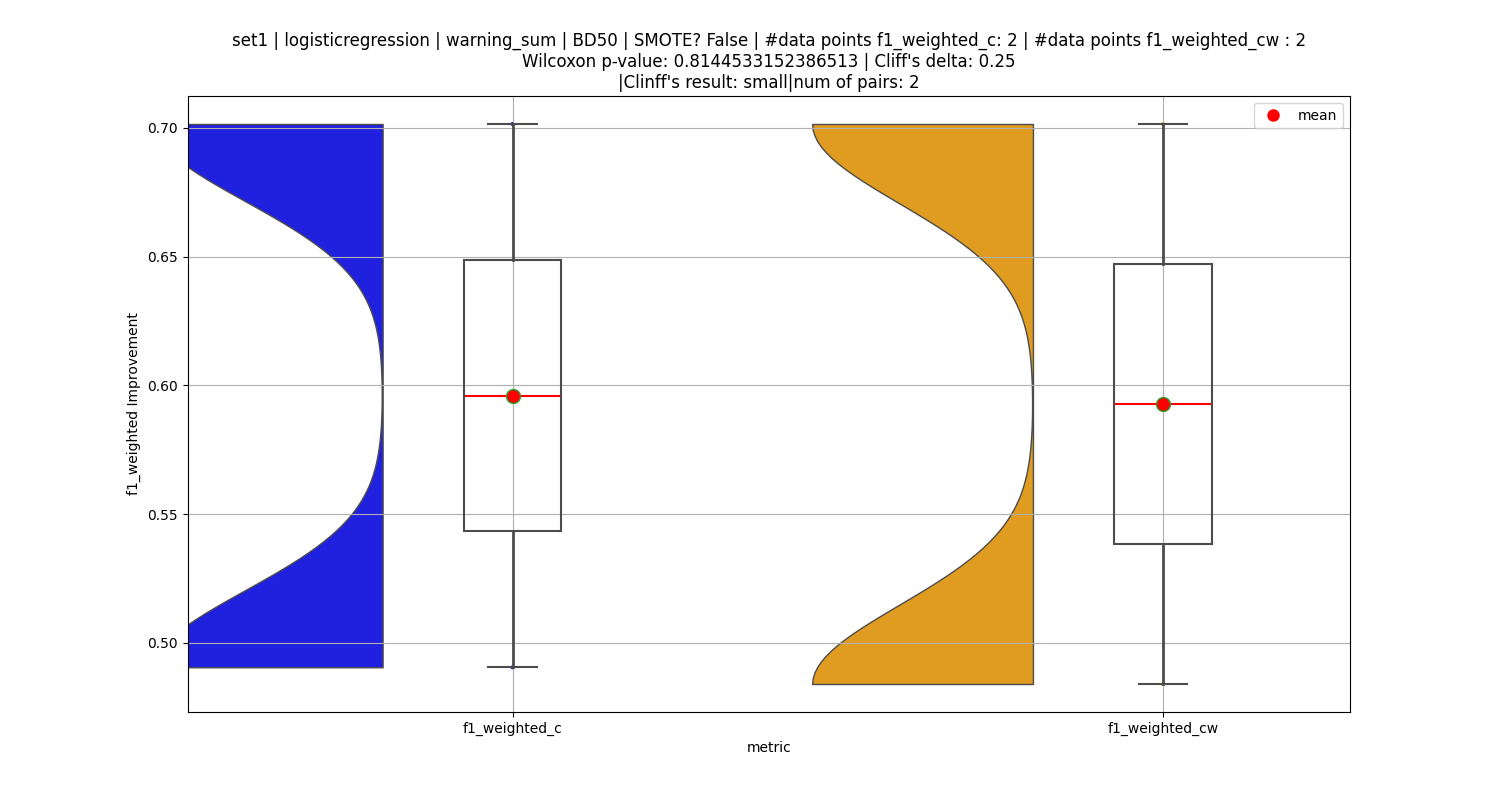 set1 | logisticregression | warning_sum | BD50 | SMOTE? False | #data points f1_weighted_c: 2 | #data points f1_weighted_cw : 2
Wilcoxon p-value: 0.8144533152386513 | Cliff's delta: 0.25
|Clinff's result: small|num of pairs: 2
mean
0.70
0.65
0.60
0.55
0.50
f1_weighted Improvement
f1_weighted_c
f1_weighted_cw
metric